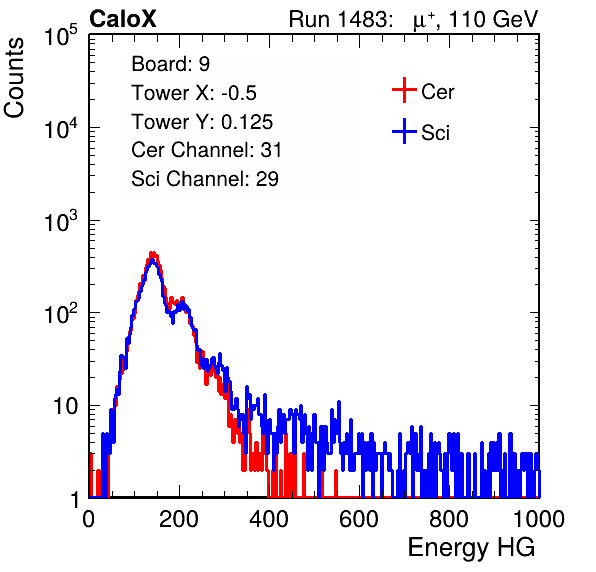 CaloX Run 1483: μ⁺, 110 GeV
Counts
10⁵
10⁴
10³
10²
10
1
Board: 9
Tower X: -0.5
Tower Y: 0.125
Cer Channel: 31
Sci Channel: 29
Cer
Sci
0 200 400 600 800 1000
Energy HG